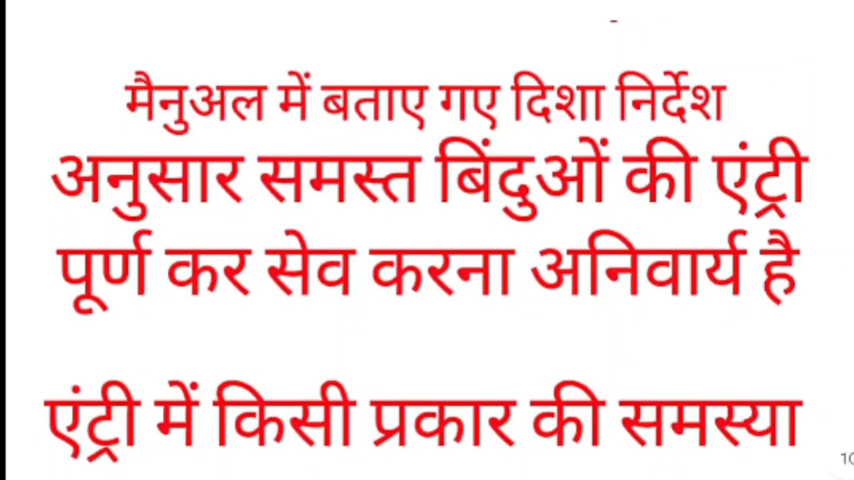 मैनुअल में बताए गए दिशा निर्देश
अनुसार समस्त बिंदुओं की एंट्री
पूर्ण कर सेव करना अनिवार्य है
एंट्री में किसी प्रकार की समस्या